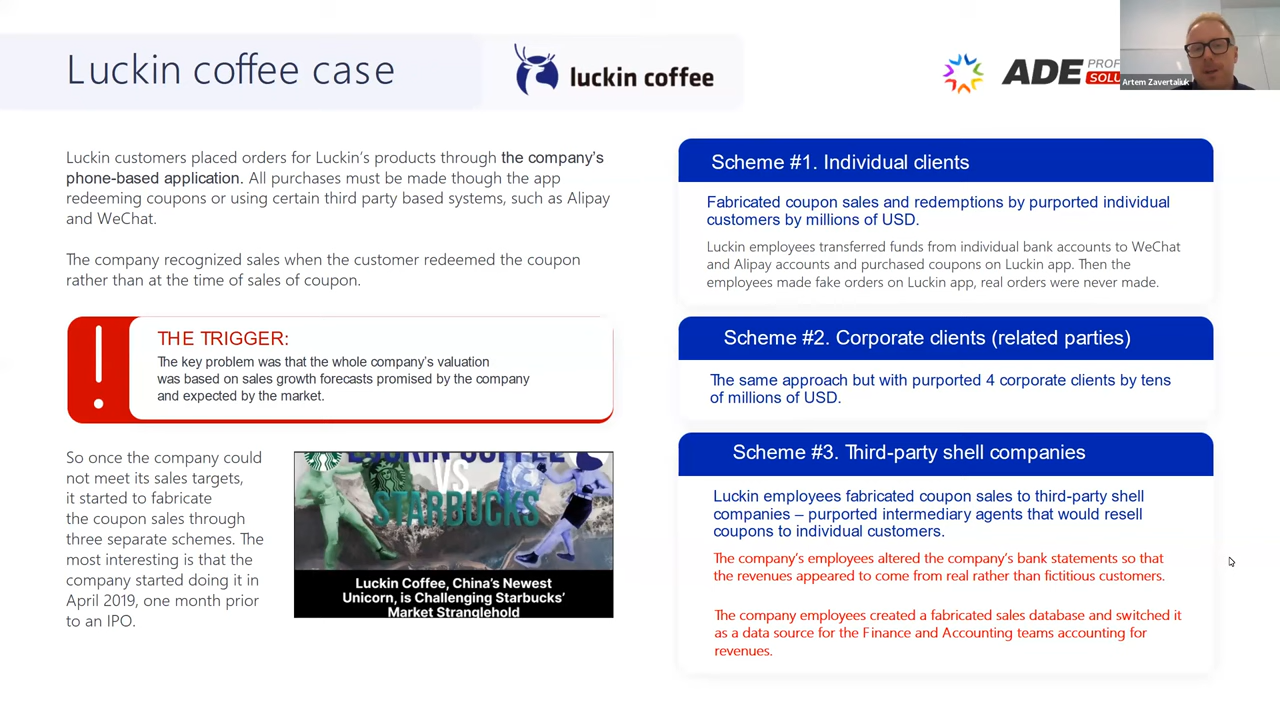 Luckin coffee case
luckin coffee
ADE
Artem Zavertaliuk
Luckin customers placed orders for Luckin's products through the company's
phone-based application. All purchases must be made though the app
redeeming coupons or using certain third party based systems, such as Alipay
and WeChat.
The company recognized sales when the customer redeemed the coupon
rather than at the time of sales of coupon.
THE TRIGGER:
The key problem was that the whole company's valuation
was based on sales growth forecasts promised by the company
and expected by the market.
So once the company could
not meet its sales targets,
it started to fabricate
the coupon sales through
three separate schemes. The
most interesting is that the
company started doing it in
April 2019, one month prior
to an IPO.
LUCKIN COFFEE
VS
STARBUCKS
Luckin Coffee, China's Newest
Unicorn, is Challenging Starbucks'
Market Stranglehold
Scheme #1. Individual clients
Fabricated coupon sales and redemptions by purported individual
customers by millions of USD.
Luckin employees transferred funds from individual bank accounts to WeChat
and Alipay accounts and purchased coupons on Luckin app. Then the
employees made fake orders on Luckin app, real orders were never made.
Scheme #2. Corporate clients (related parties)
The same approach but with purported 4 corporate clients by tens
of millions of USD.
Scheme #3. Third-party shell companies
Luckin employees fabricated coupon sales to third-party shell
companies – purported intermediary agents that would resell
coupons to individual customers.
The company's employees altered the company's bank statements so that
the revenues appeared to come from real rather than fictitious customers.
The company employees created a fabricated sales database and switched it
as a data source for the Finance and Accounting teams accounting for
revenues.